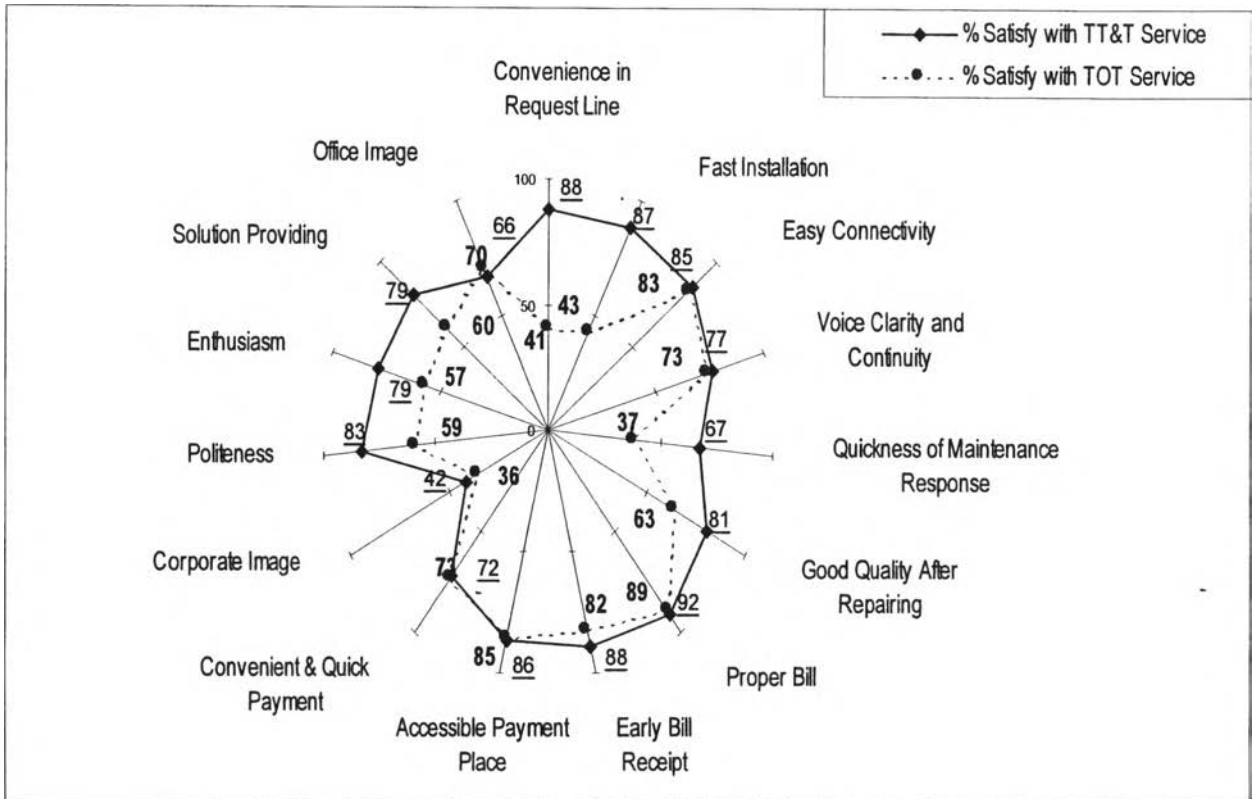 % Satisfy with TT&T Service
% Satisfy with TOT Service
Convenience in
Request Line
Office Image
Fast Installation
Solution Providing
Easy Connectivity
Enthusiasm
Voice Clarity and
Continuity
Politeness
Quickness of Maintenance
Response
Corporate Image
Good Quality After
Repairing
Convenient & Quick
Payment
Proper Bill
Accessible Payment
Place
Early Bill
Receipt
100
50
0
88
87
85
77
67
81
92
88
86
72
42
83
79
79
66
41
43
83
73
37
63
89
82
85
73
36
59
57
60
70